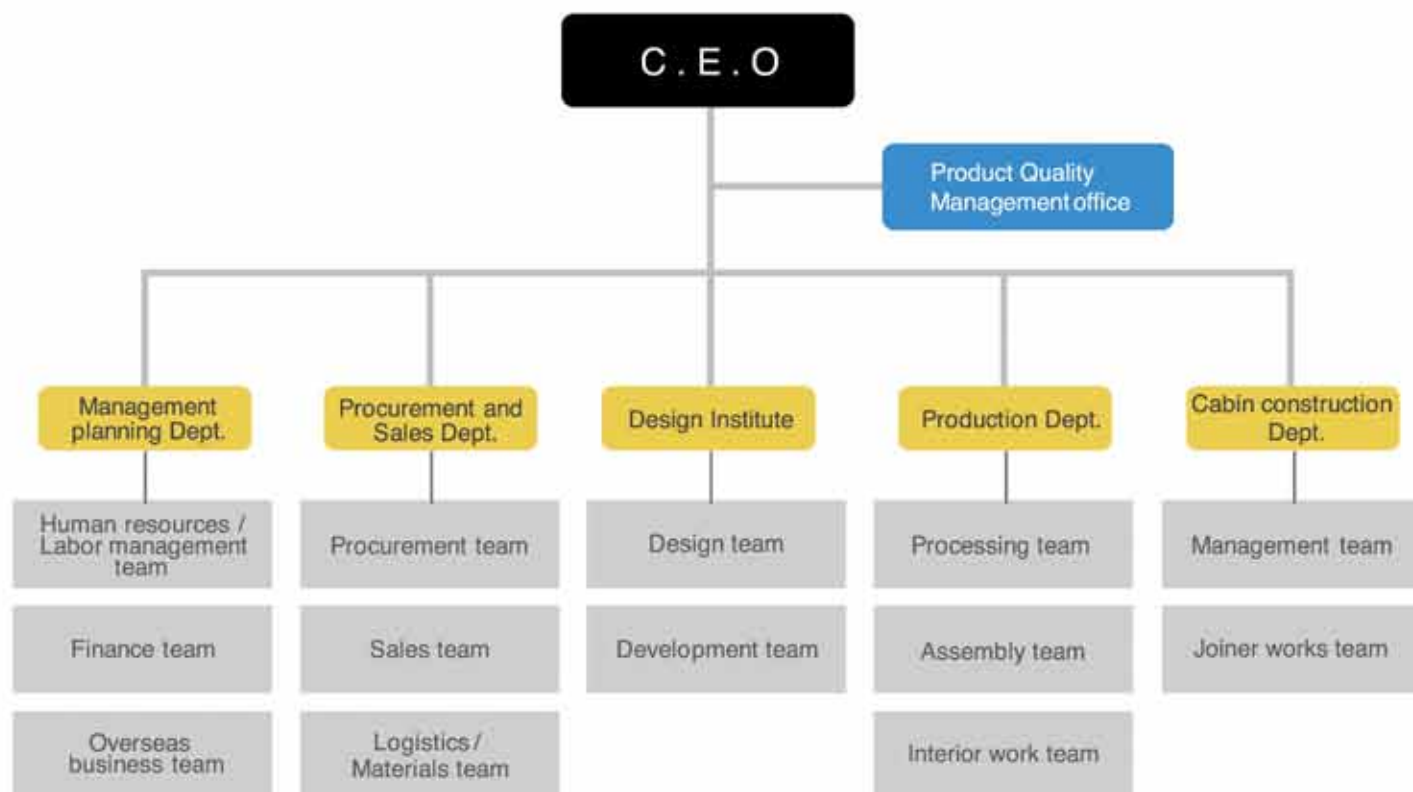 C . E . O
Product Quality
Management office
Management
planning Dept.
Procurement and
Sales Dept.
Design Institute
Production Dept.
Cabin construction
Dept.
Human resources /
Labor management
team
Procurement team
Design team
Processing team
Management team
Finance team
Sales team
Development team
Assembly team
Joiner works team
Overseas
business team
Logistics /
Materials team
Interior work team